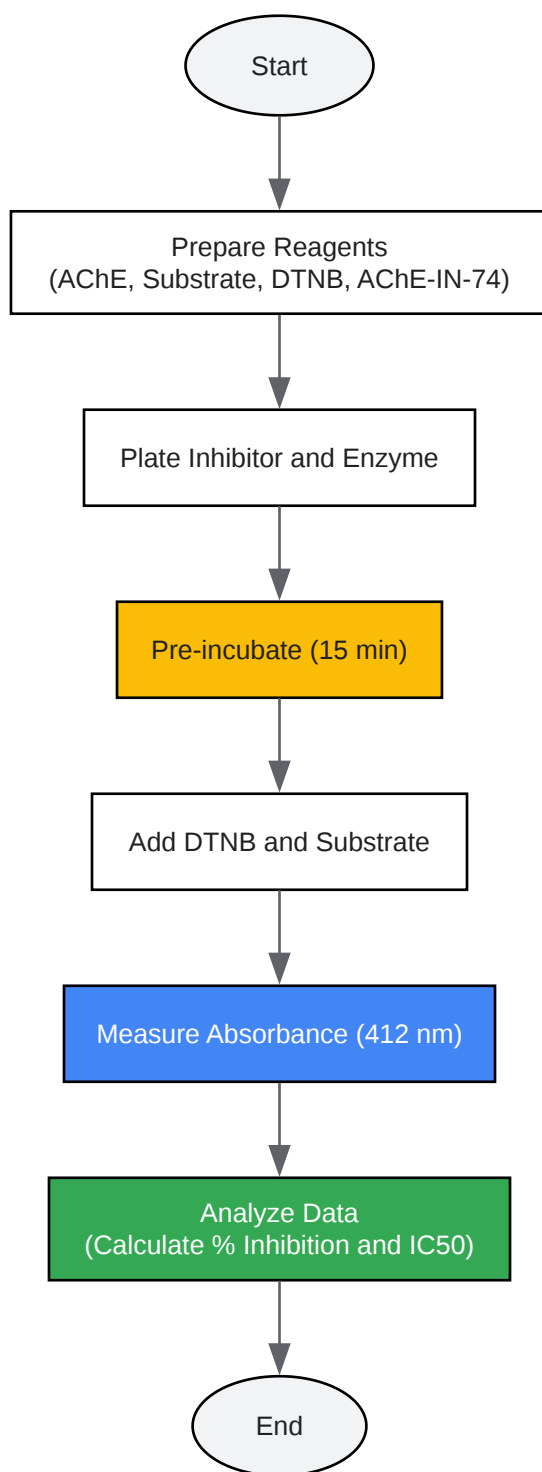 Start
Prepare Reagents
(AChE, Substrate, DTNB, AChE-IN-74)
Plate Inhibitor and Enzyme
Pre-incubate (15 min)
Add DTNB and Substrate
Measure Absorbance (412 nm)
Analyze Data
(Calculate % Inhibition and IC50)
End